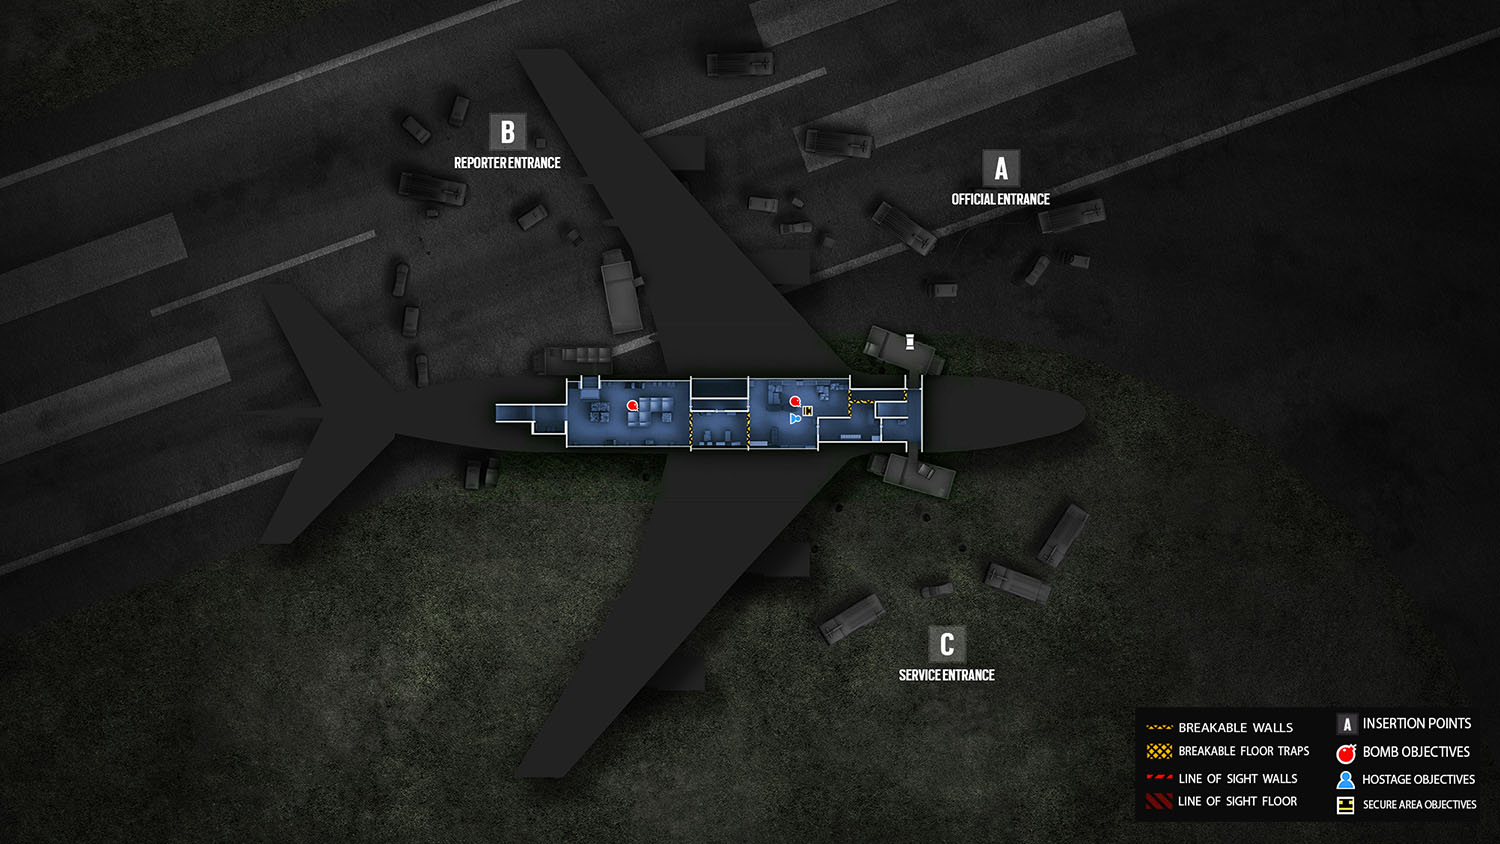 B
REPORTER ENTRANCE
A
OFFICIAL ENTRANCE
C
SERVICE ENTRANCE
BREAKABLE WALLS
BREAKABLE FLOOR TRAPS
LINE OF SIGHT WALLS
LINE OF SIGHT FLOOR
A INSERTION POINTS
BOMB OBJECTIVES
HOSTAGE OBJECTIVES
SECURE AREA OBJECTIVES